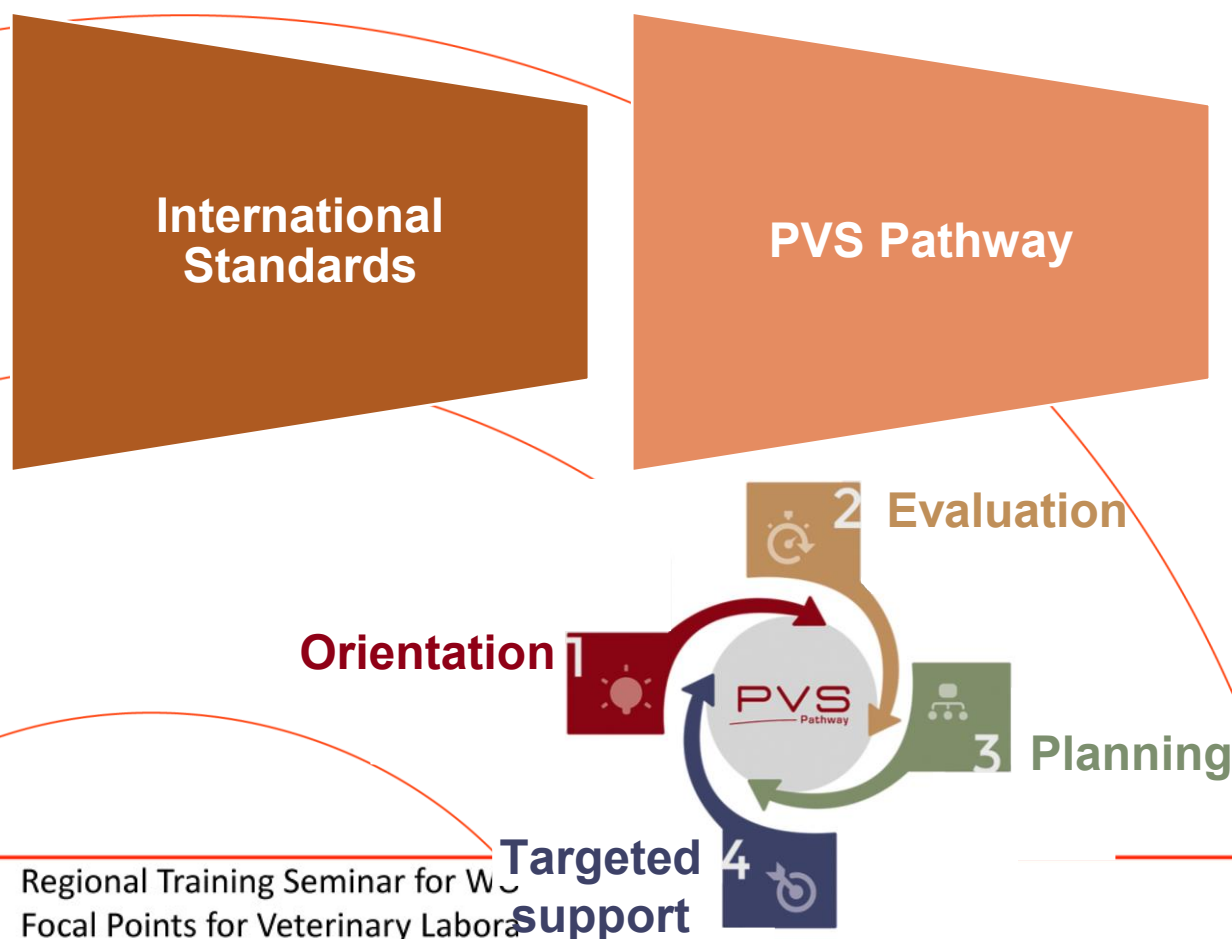 International
Standards
PVS Pathway
2 Evaluation
Orientation 1
PVS
Pathway
3 Planning
Targeted 4
support
Regional Training Seminar for
Focal Points for Veterinary